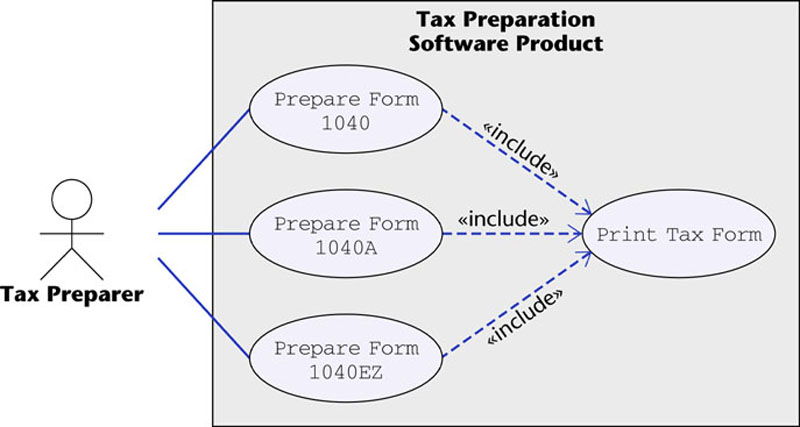 Tax Preparation
Software Product
Prepare Form
1040
«include»
Prepare Form
1040A
«include»
Print Tax Form
Tax Preparer
Prepare Form
1040EZ
«include»